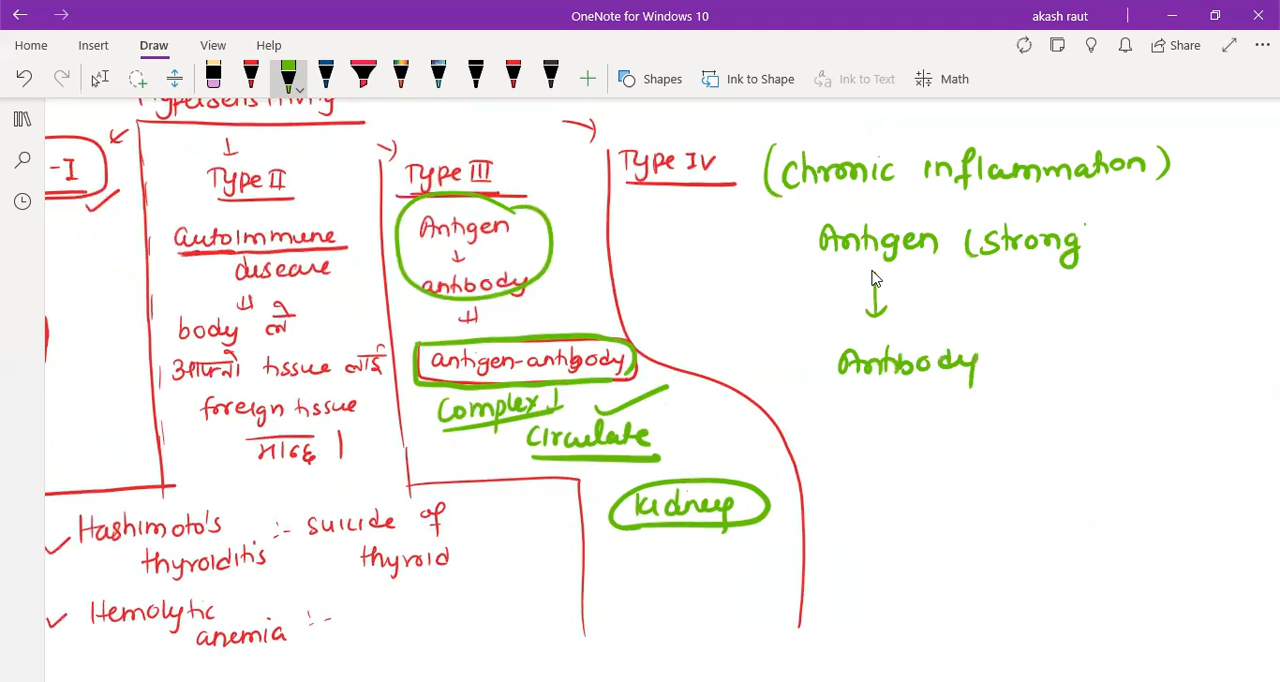 OneNote for Windows 10
akash raut
Home Insert Draw View Help
Share
Shapes Ink to Shape Ink to Text Math
Hypersensitivity
-I
Type II
autoimmune
disease
body ले
आफ्नो tissue लाई
foreign tissue
मान्छ ।
Hashimoto's :- suicide of
thyroiditis thyroid
Hemolytic :-
anemia
Type III
Antigen
antibody
antigen-antibody
complex
circulate
kidney
Type IV (chronic inflammation)
Antigen (strong
Antibody